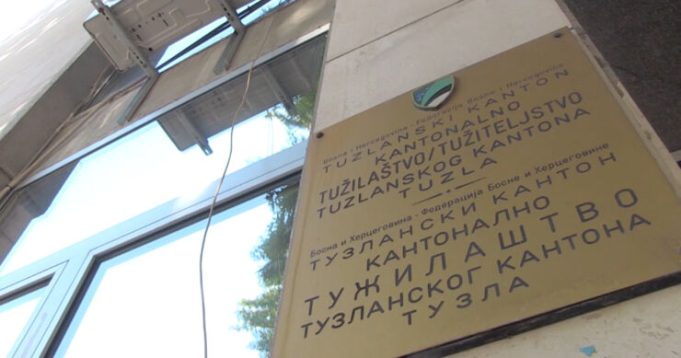 Bosna i Hercegovina - Federacija Bosne i Hercegovine
TUZLANSKI KANTON
KANTONALNO
TUŽILAŠTVO/TUŽITELJSTVO
TUZLANSKOG KANTONA
TUZLA
Босна и Херцеговина - Федерација Босне и Херцеговине
ТУЗЛАНСКИ КАНТОН
КАНТОНАЛНО
ТУЖИЛАШТВО
ТУЗЛАНСКОГ КАНТОНА
ТУЗЛА